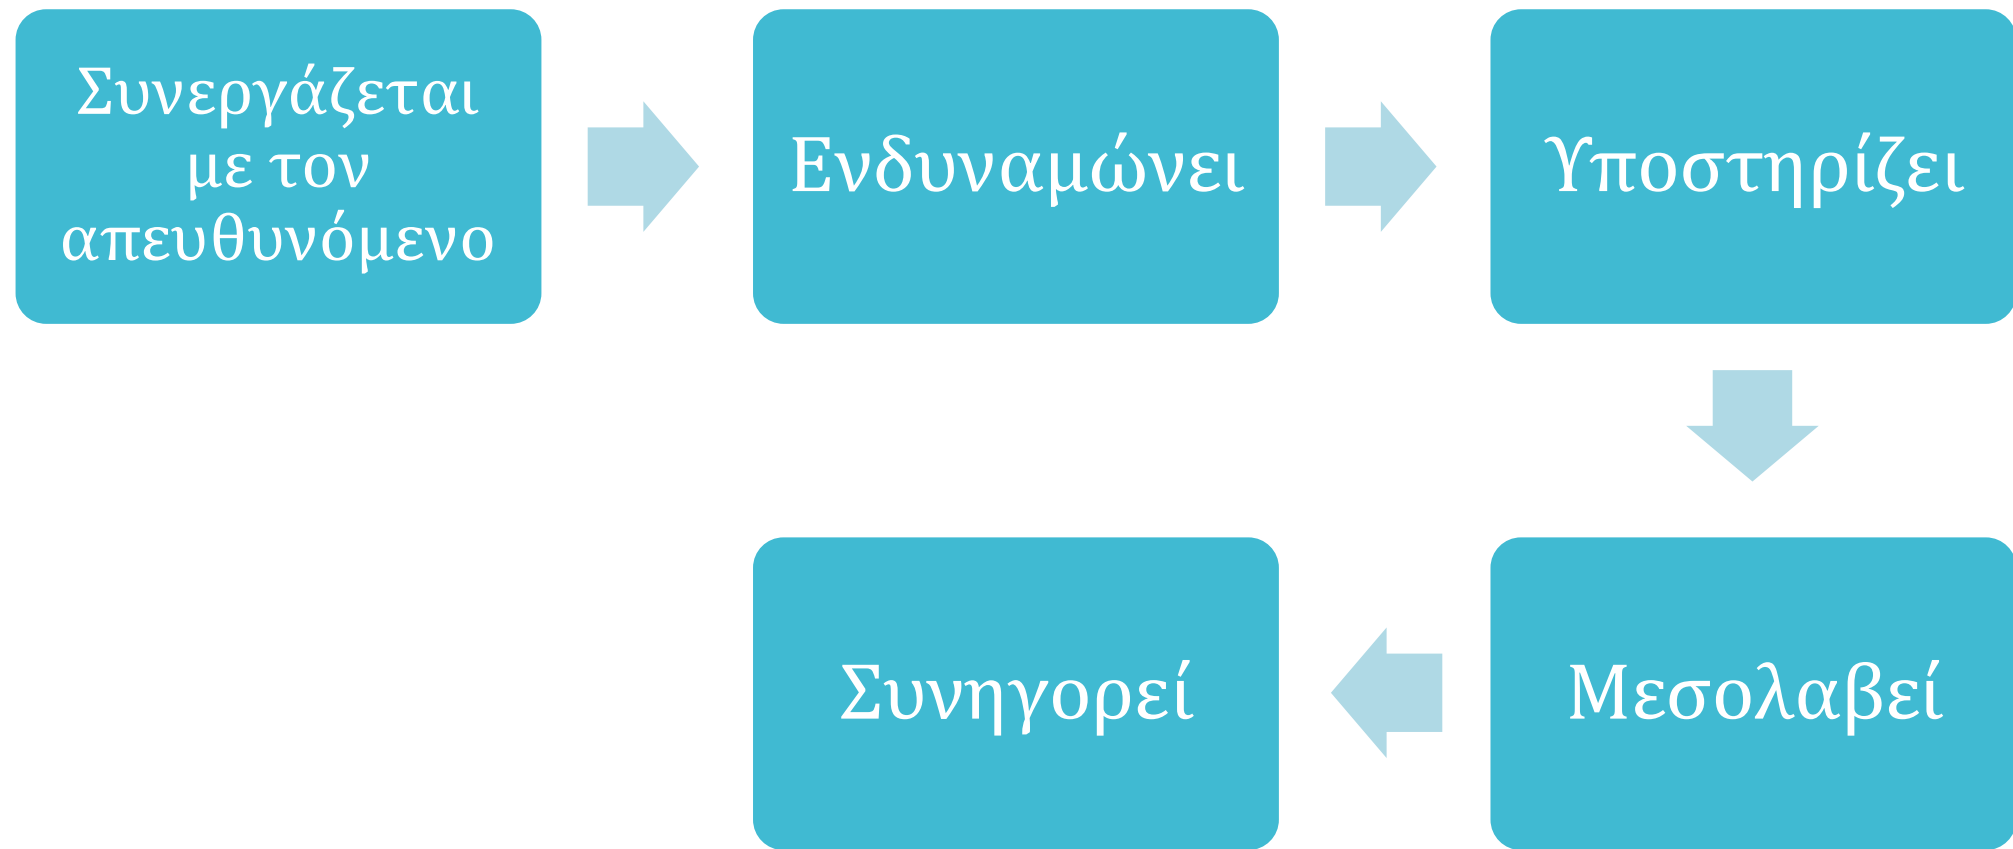 Συνεργάζεται
με τον
απευθυνόμενο
Ενδυναμώνει
Υποστηρίζει
Μεσολαβεί
Συνηγορεί